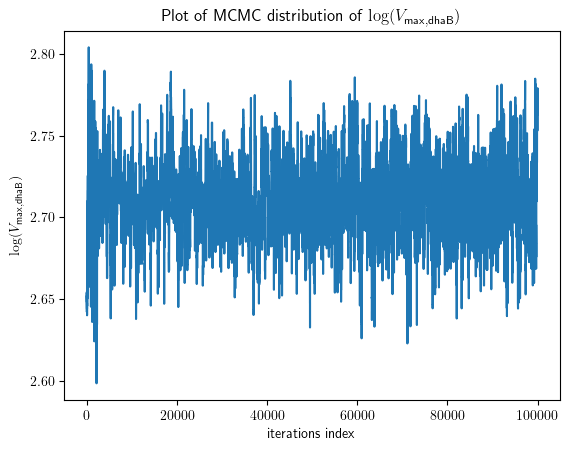 Plot of MCMC distribution of log(V_max,dhaB)
log(V_max,dhaB)
2.80
2.75
2.70
2.65
2.60
0 20000 40000 60000 80000 100000
iterations index